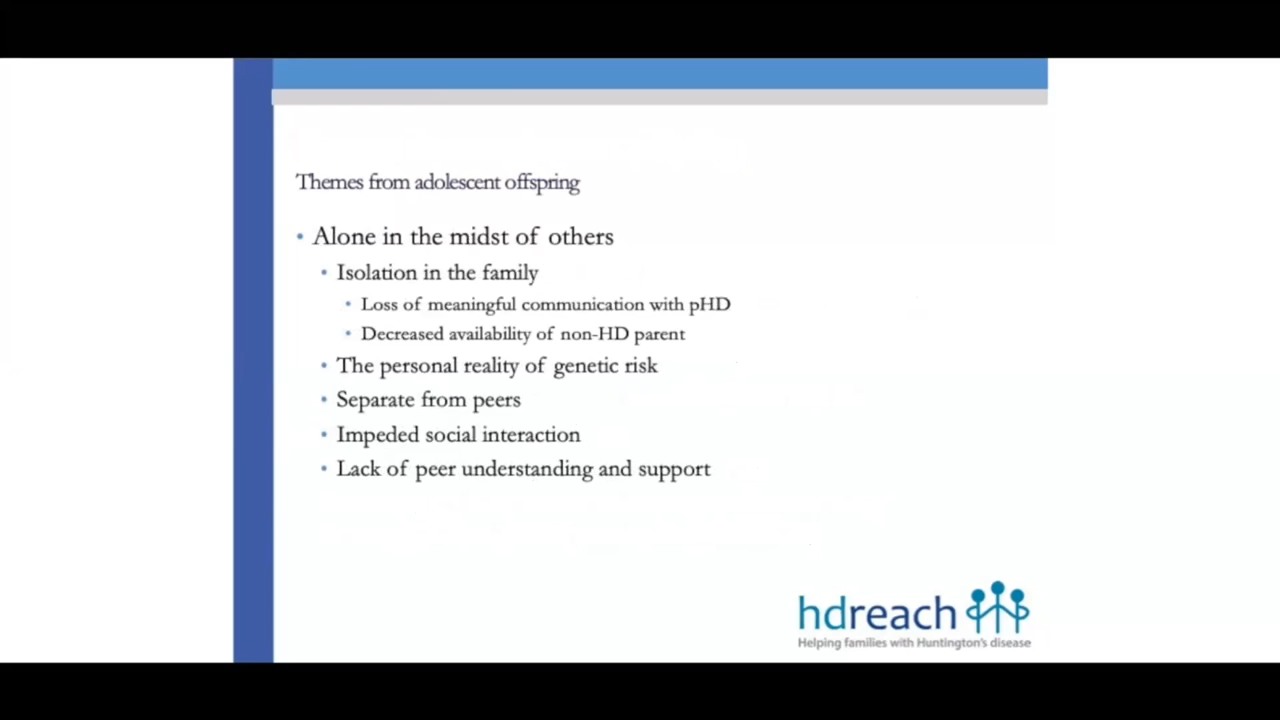 Themes from adolescent offspring
• Alone in the midst of others
• Isolation in the family
• Loss of meaningful communication with pHD
• Decreased availability of non-HD parent
• The personal reality of genetic risk
• Separate from peers
• Impeded social interaction
• Lack of peer understanding and support
hdreach
Helping families with Huntington's disease